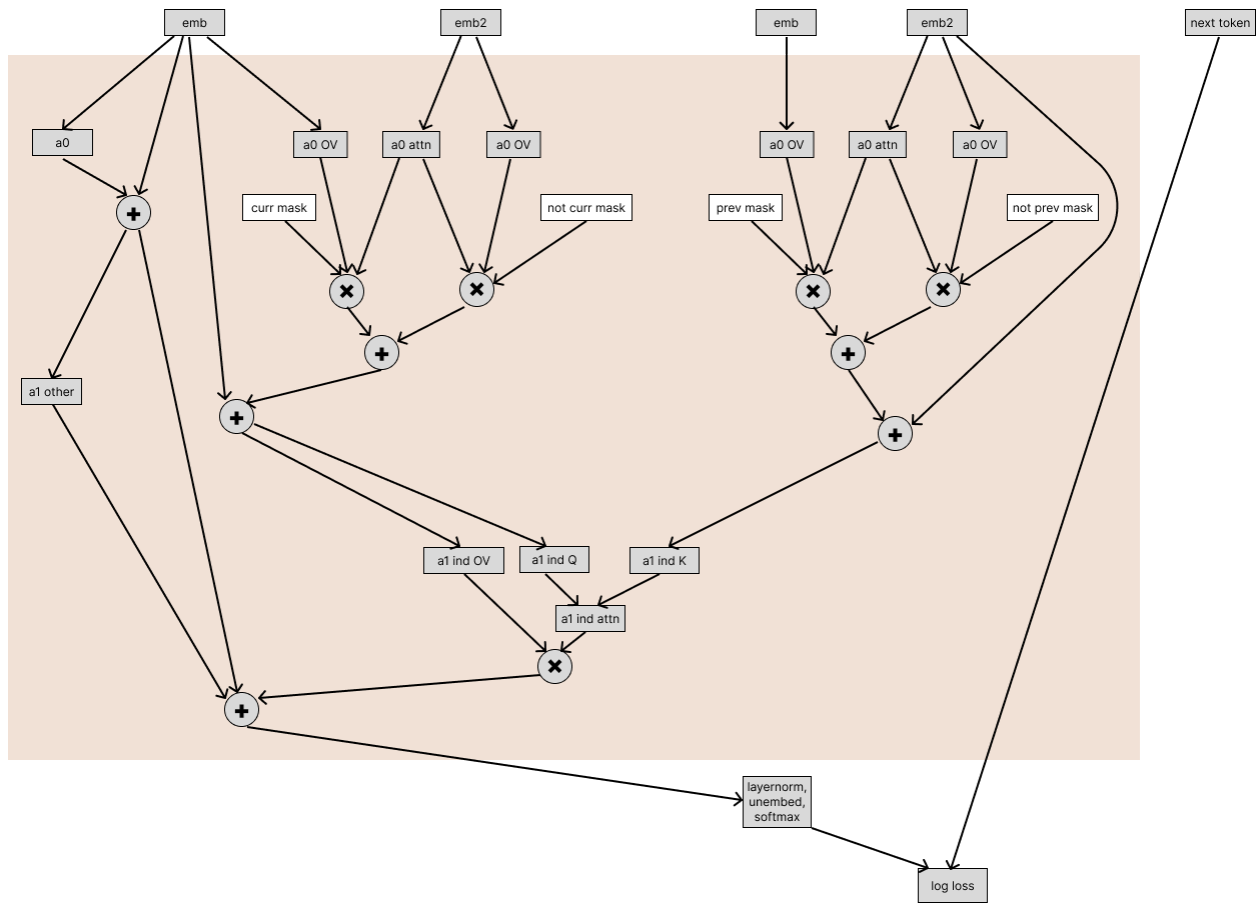 emb
emb2
emb
emb2
next token
a0
a0 OV
a0 attn
a0 OV
a0 OV
a0 attn
a0 OV
curr mask
not curr mask
prev mask
not prev mask
+
×
×
×
×
+
+
a1 other
+
+
a1 ind OV
a1 ind Q
a1 ind K
a1 ind attn
×
+
layernorm,
unembed,
softmax
log loss